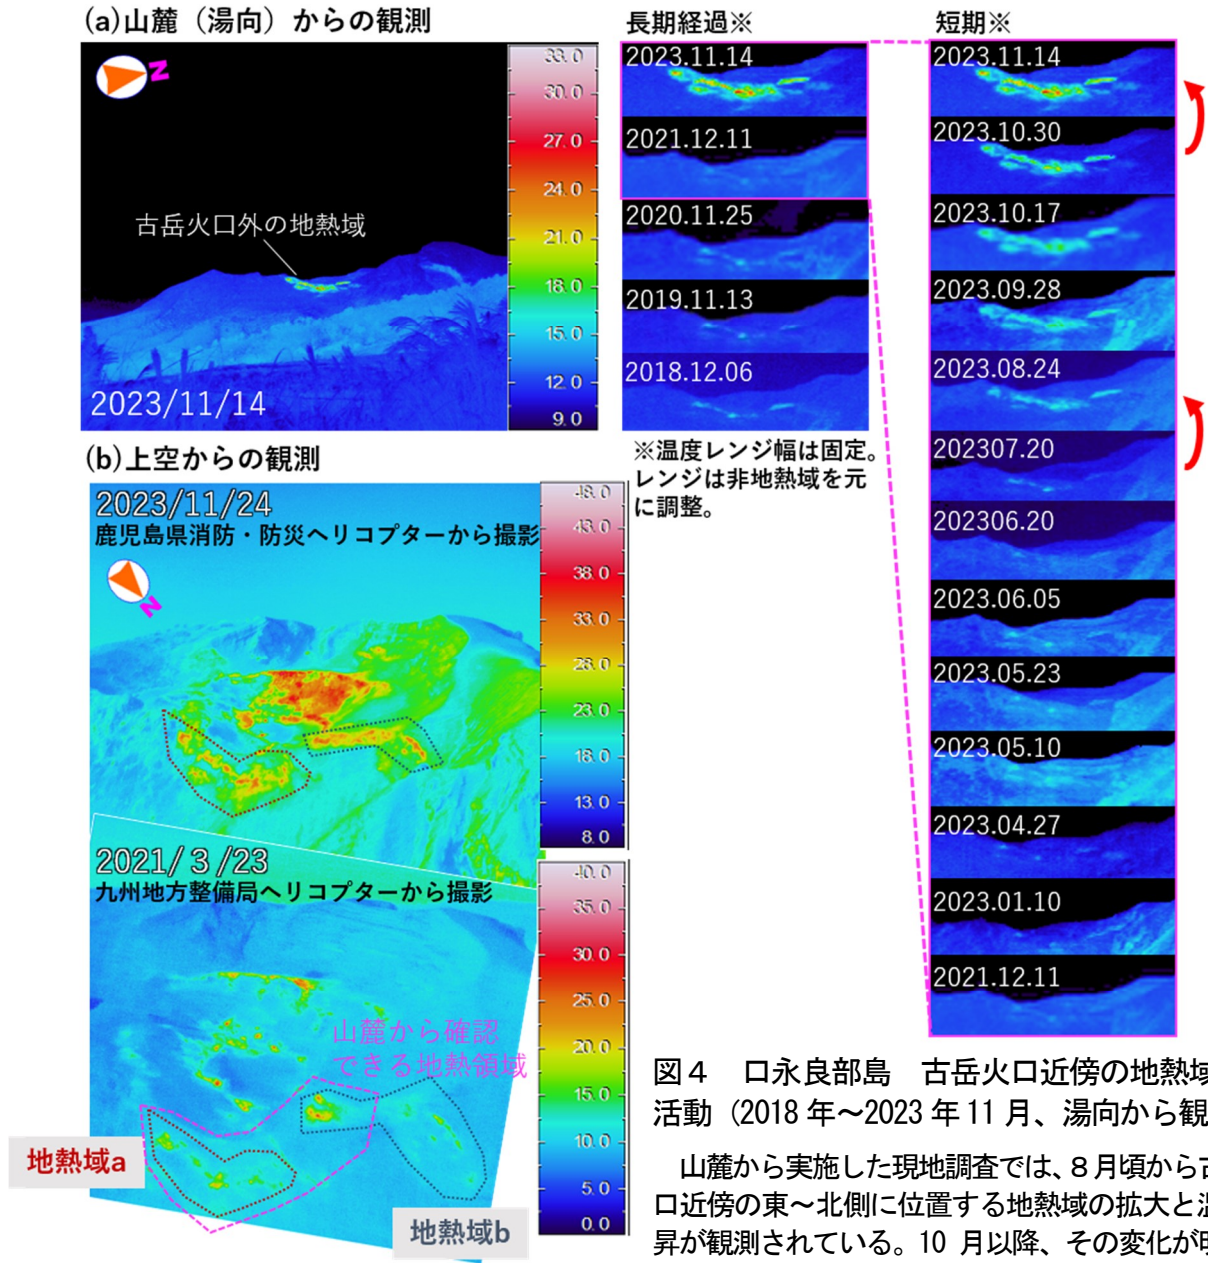 (a)山麓（湯向）からの観測
N
古岳火口外の地熱域
2023/11/14
33.0
30.0
27.0
24.0
21.0
18.0
15.0
12.0
9.0
長期経過※
2023.11.14
2021.12.11
2020.11.25
2019.11.13
2018.12.06
※温度レンジ幅は固定。
レンジは非地熱域を元
に調整。
短期※
2023.11.14
2023.10.30
2023.10.17
2023.09.28
2023.08.24
202307.20
202306.20
2023.06.05
2023.05.23
2023.05.10
2023.04.27
2023.01.10
2021.12.11
(b)上空からの観測
2023/11/24
鹿児島県消防・防災ヘリコプターから撮影
N
48.0
43.0
38.0
33.0
28.0
23.0
18.0
13.0
8.0
2021/ 3 /23
九州地方整備局ヘリコプターから撮影
山麓から確認
できる地熱領域
地熱域a
地熱域b
40.0
35.0
30.0
25.0
20.0
15.0
10.0
5.0
0.0
図４　口永良部島　古岳火口近傍の地熱域
活動（2018 年～2023 年 11 月、湯向から観
山麓から実施した現地調査では、８月頃から古
口近傍の東～北側に位置する地熱域の拡大と温
昇が観測されている。10 月以降、その変化が明